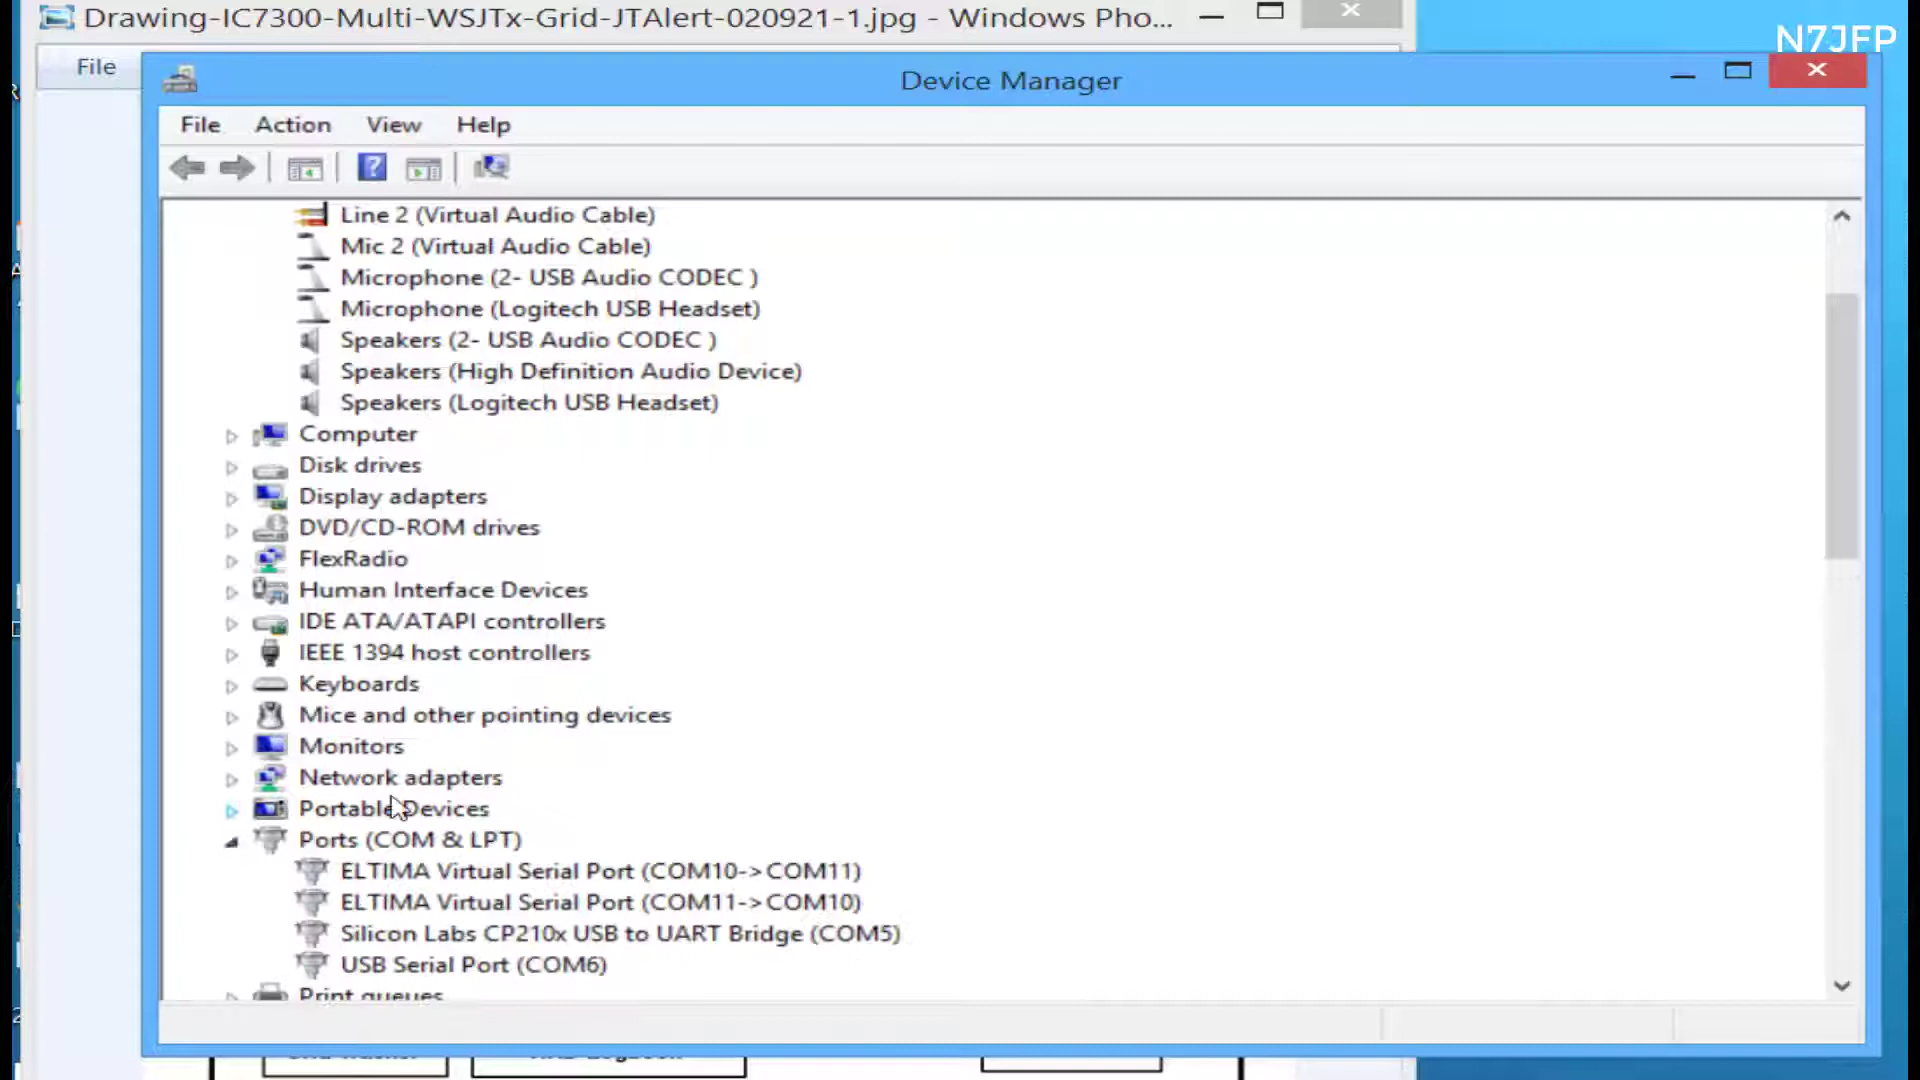 Drawing-IC7300-Multi-WSJTx-Grid-JTAlert-020921-1.jpg - Windows Pho...
N7JFP
File
Device Manager
File Action View Help
Line 2 (Virtual Audio Cable)
Mic 2 (Virtual Audio Cable)
Microphone (2- USB Audio CODEC )
Microphone (Logitech USB Headset)
Speakers (2- USB Audio CODEC )
Speakers (High Definition Audio Device)
Speakers (Logitech USB Headset)
Computer
Disk drives
Display adapters
DVD/CD-ROM drives
FlexRadio
Human Interface Devices
IDE ATA/ATAPI controllers
IEEE 1394 host controllers
Keyboards
Mice and other pointing devices
Monitors
Network adapters
Portable Devices
Ports (COM & LPT)
ELTIMA Virtual Serial Port (COM10->COM11)
ELTIMA Virtual Serial Port (COM11->COM10)
Silicon Labs CP210x USB to UART Bridge (COM5)
USB Serial Port (COM6)
Print queues